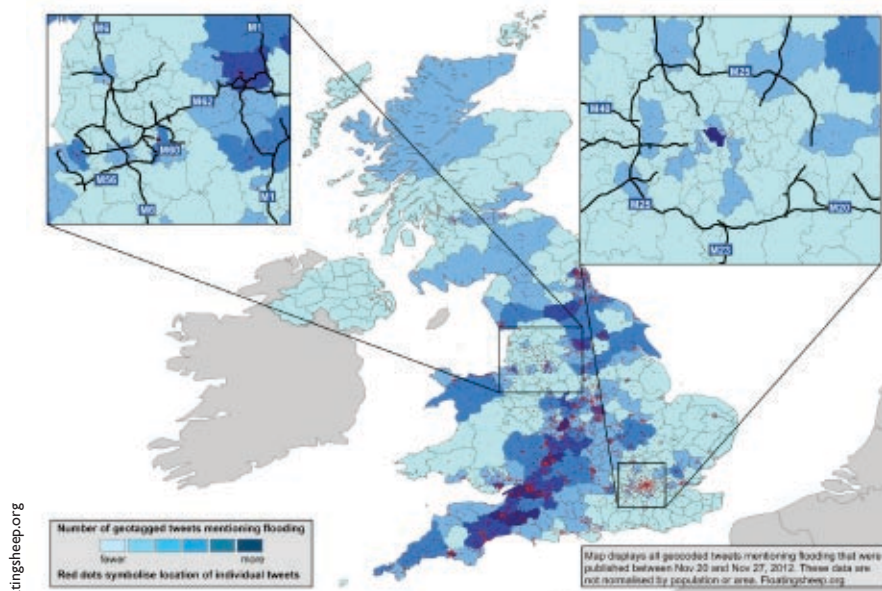 M6
M1
M62
M60
M56
M6
M1
M25
M40
M25
M20
M23
tingsheep.org
Number of geotagged tweets mentioning flooding
fewer more
Red dots symbolise location of individual tweets
Map displays all geocoded tweets mentioning flooding that were
published between Nov 20 and Nov 27, 2012. These data are
not normalised by population or area. Floatingsheep.org